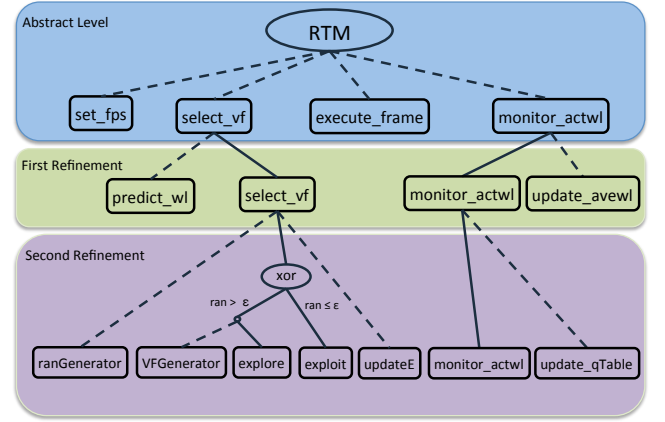 Abstract Level
RTM
set_fps
select_vf
execute_frame
monitor_actwl
First Refinement
predict_wl
select_vf
monitor_actwl
update_avewl
Second Refinement
xor
ran > ε
ran ≤ ε
ranGenerator
VFGenerator
explore
exploit
updateE
monitor_actwl
update_qTable